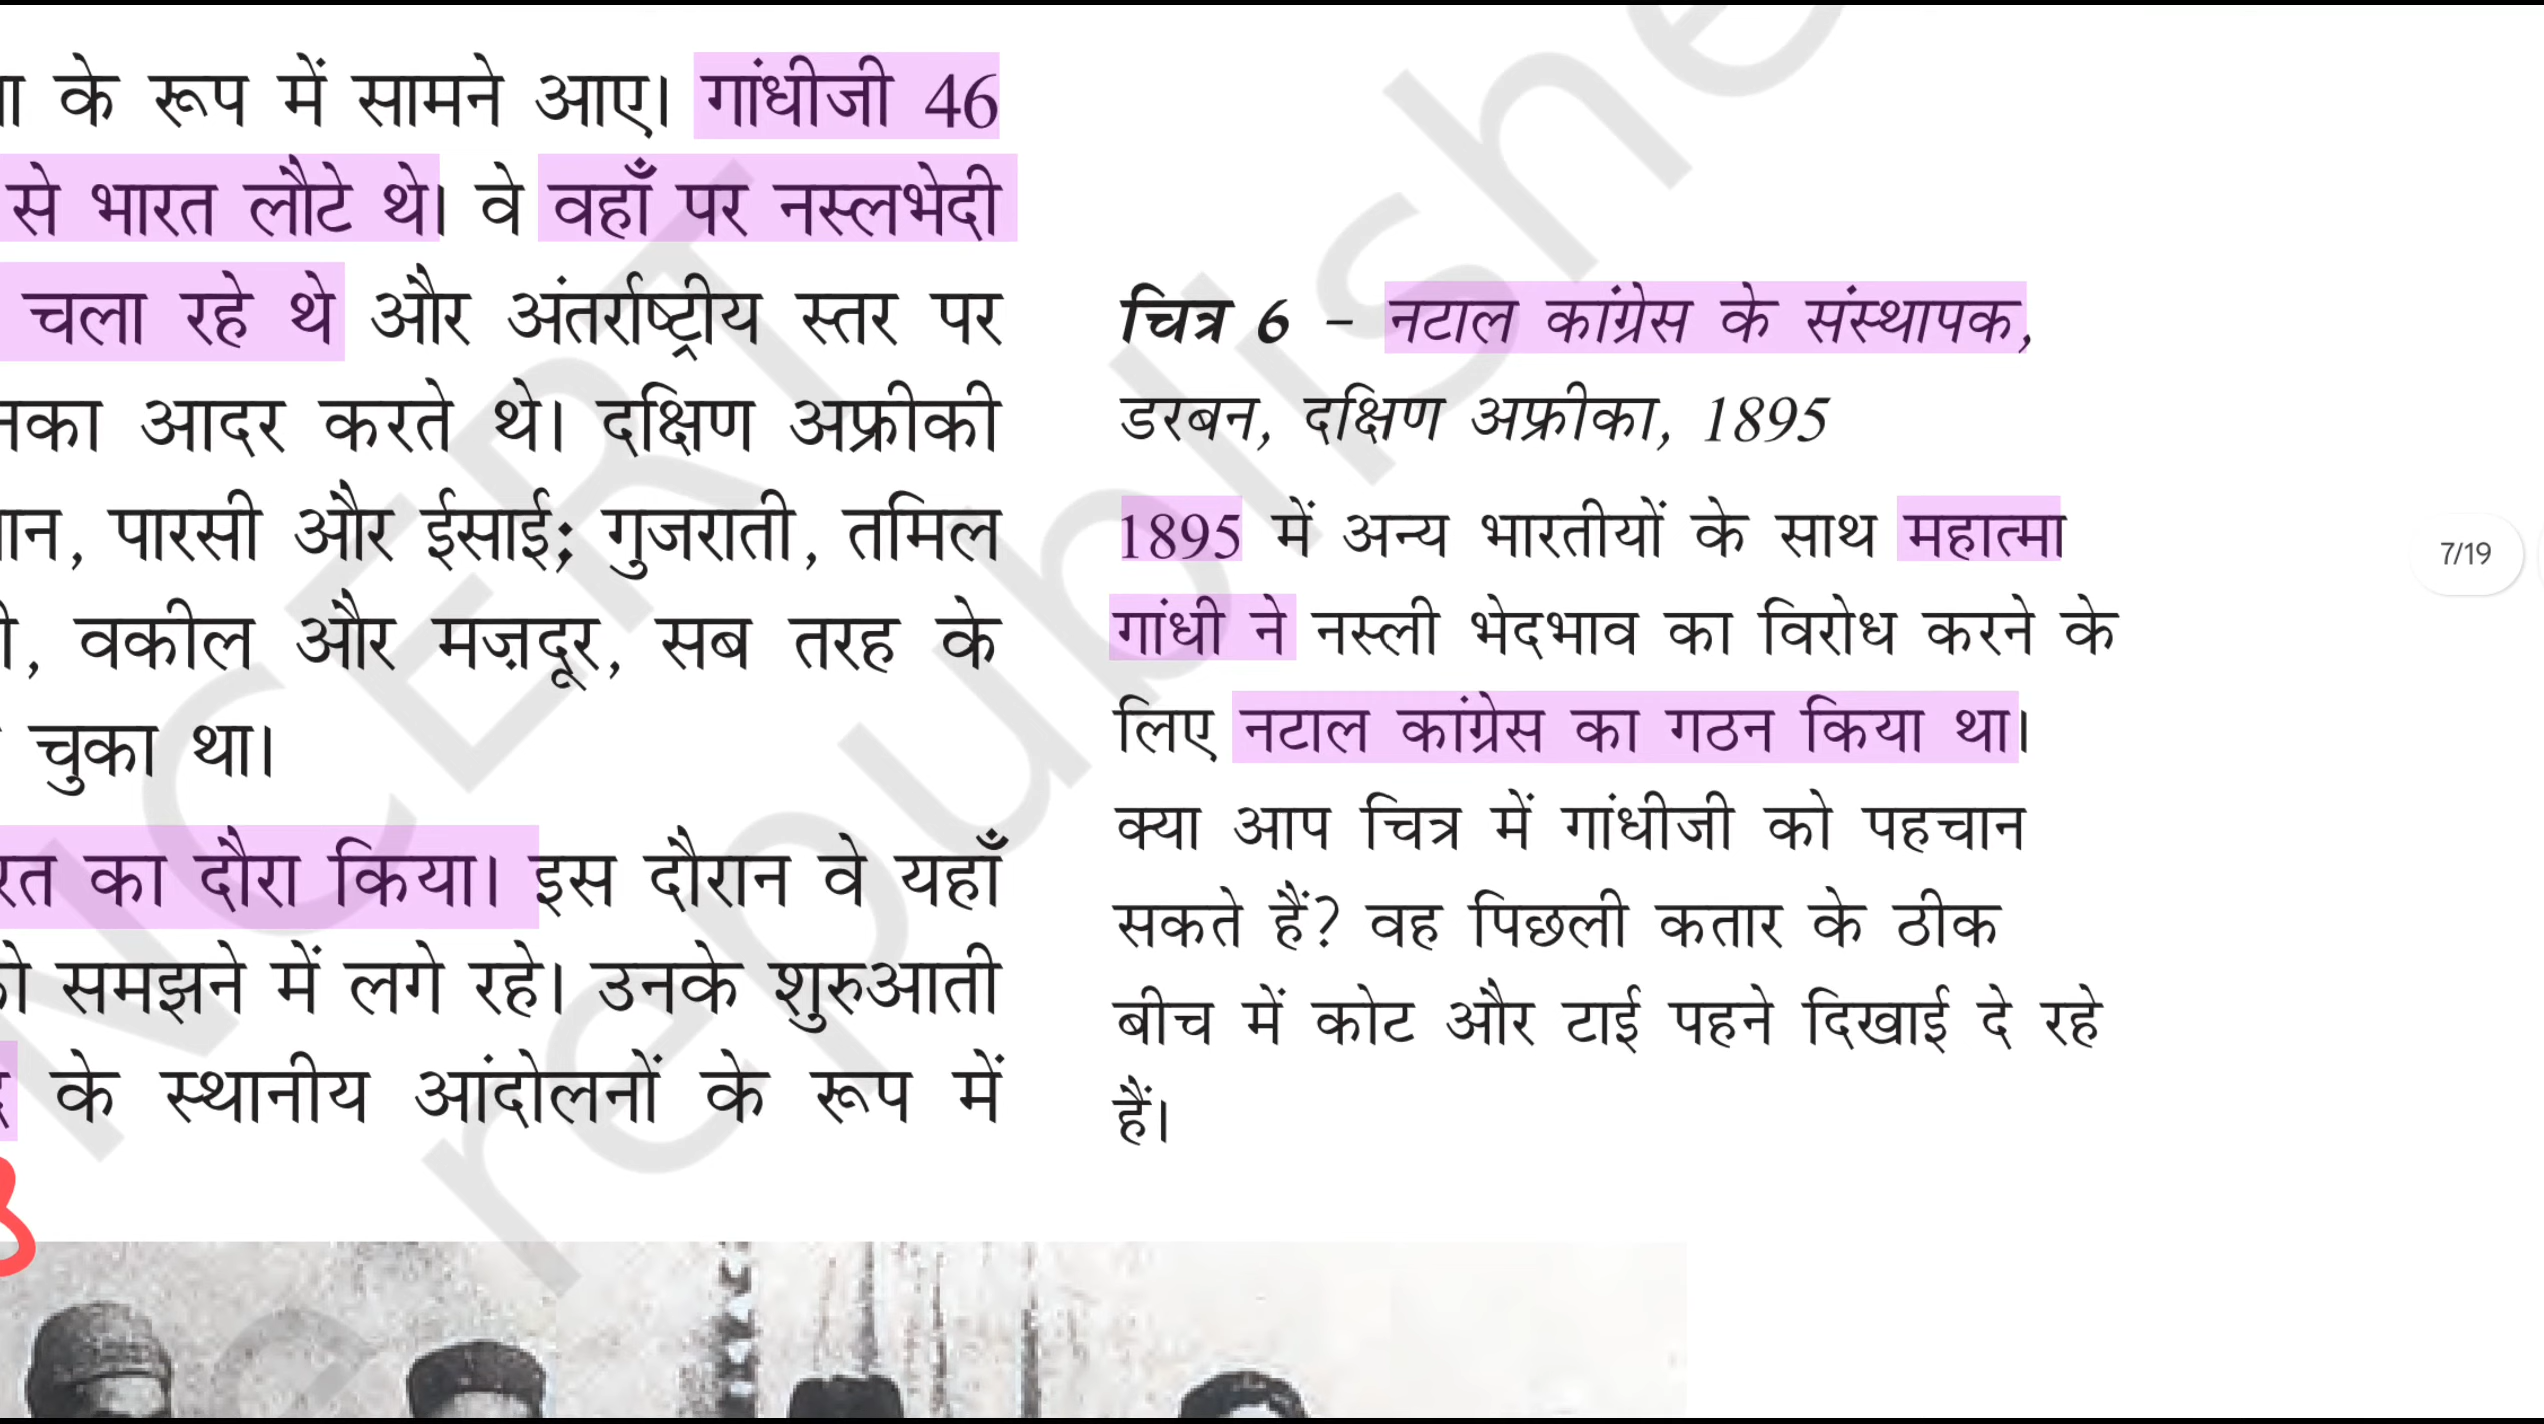 के रूप में सामने आए। गांधीजी 46
से भारत लौटे थे। वे वहाँ पर नस्लभेदी
चला रहे थे और अंतर्राष्ट्रीय स्तर पर
आदर करते थे। दक्षिण अफ्रीकी
पारसी और ईसाई; गुजराती, तमिल
वकील और मज़दूर, सब तरह के
चुका था।
का दौरा किया। इस दौरान वे यहाँ
समझने में लगे रहे। उनके शुरुआती
के स्थानीय आंदोलनों के रूप में
चित्र 6 – नटाल कांग्रेस के संस्थापक,
डरबन, दक्षिण अफ्रीका, 1895
1895 में अन्य भारतीयों के साथ महात्मा
गांधी ने नस्ली भेदभाव का विरोध करने के
लिए नटाल कांग्रेस का गठन किया था।
क्या आप चित्र में गांधीजी को पहचान
सकते हैं? वह पिछली कतार के ठीक
बीच में कोट और टाई पहने दिखाई दे रहे
हैं।
7/19
NCERT
republishe